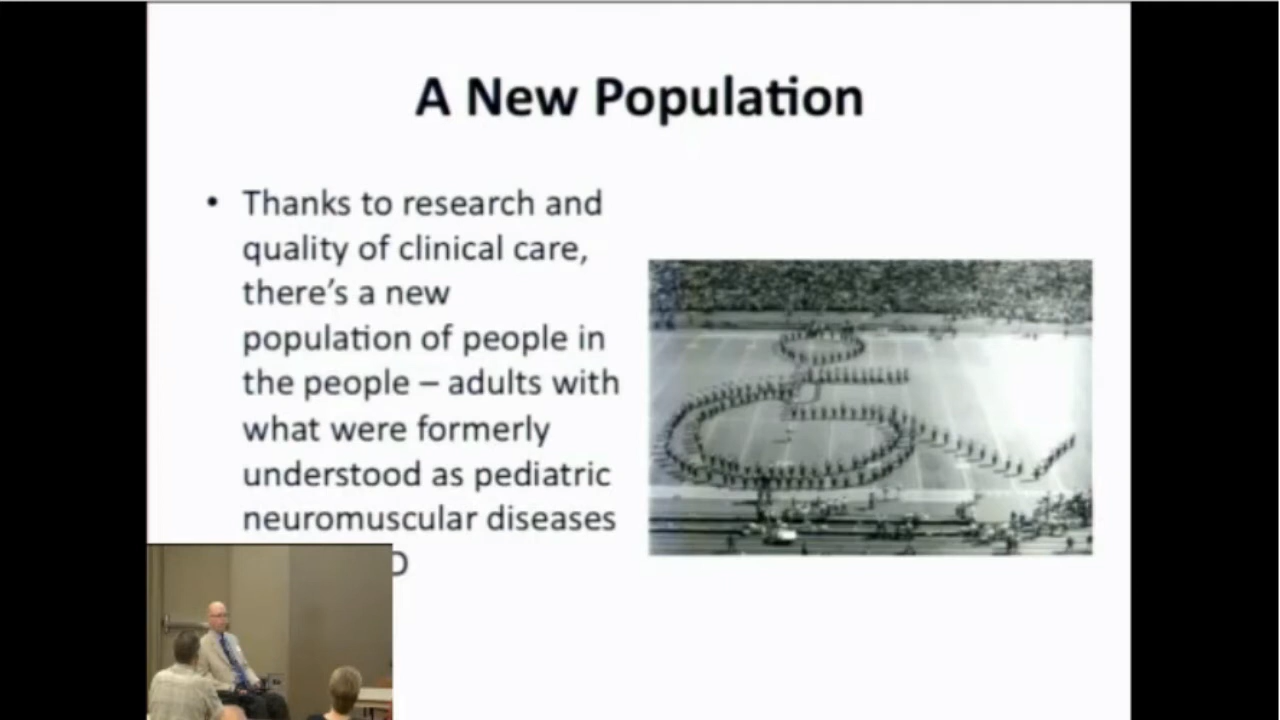 A New Population
• Thanks to research and
quality of clinical care,
there's a new
population of people in
the people – adults with
what were formerly
understood as pediatric
neuromuscular diseases